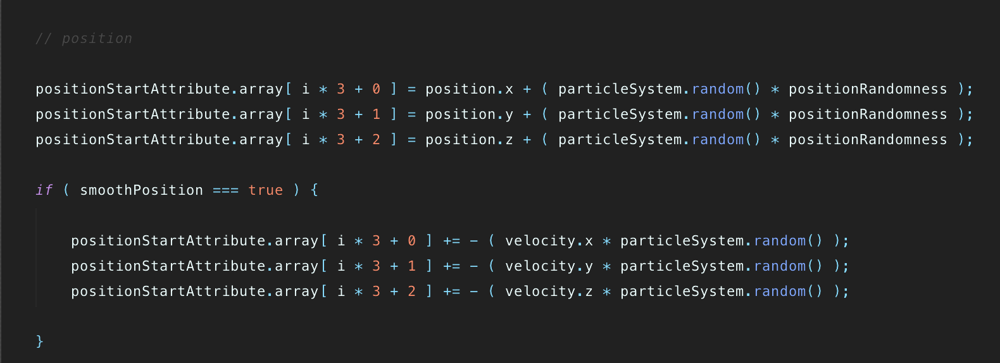 // position
positionStartAttribute.array[ i * 3 + 0 ] = position.x + ( particleSystem.random() * positionRandomness );
positionStartAttribute.array[ i * 3 + 1 ] = position.y + ( particleSystem.random() * positionRandomness );
positionStartAttribute.array[ i * 3 + 2 ] = position.z + ( particleSystem.random() * positionRandomness );
if ( smoothPosition === true ) {
positionStartAttribute.array[ i * 3 + 0 ] += - ( velocity.x * particleSystem.random() );
positionStartAttribute.array[ i * 3 + 1 ] += - ( velocity.y * particleSystem.random() );
positionStartAttribute.array[ i * 3 + 2 ] += - ( velocity.z * particleSystem.random() );
}